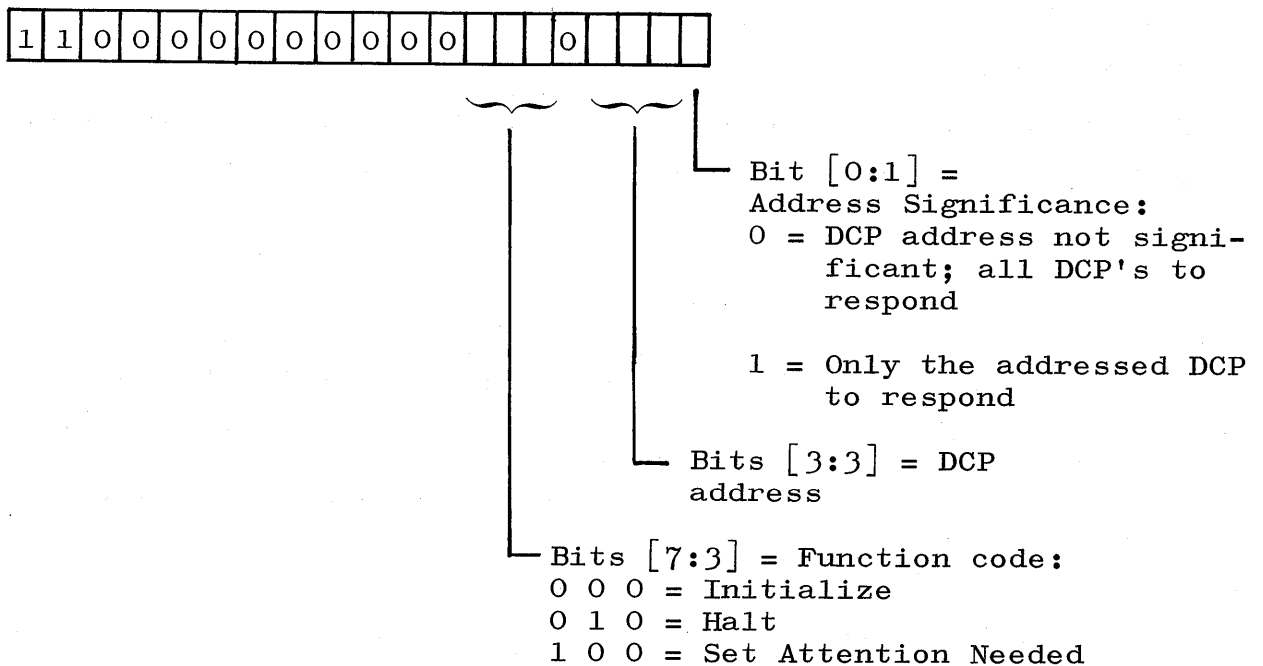 1 1 0 0 0 0 0 0 0 0 0 0 0
Bit [0:1] =
Address Significance:
0 = DCP address not signi-
ficant; all DCP's to
respond
1 = Only the addressed DCP
to respond
Bits [3:3] = DCP
address
Bits [7:3] = Function code:
0 0 0 = Initialize
0 1 0 = Halt
1 0 0 = Set Attention Needed